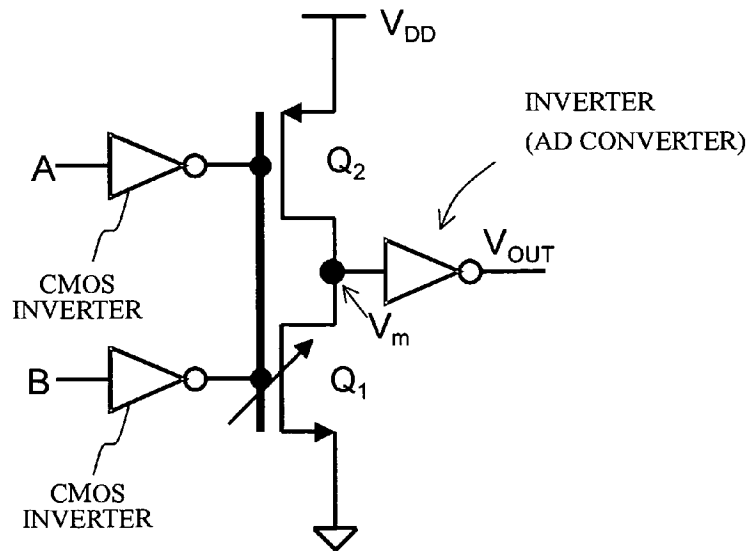 V_DD
INVERTER
(AD CONVERTER)
A
Q_2
V_OUT
CMOS
INVERTER
V_m
B
Q_1
CMOS
INVERTER